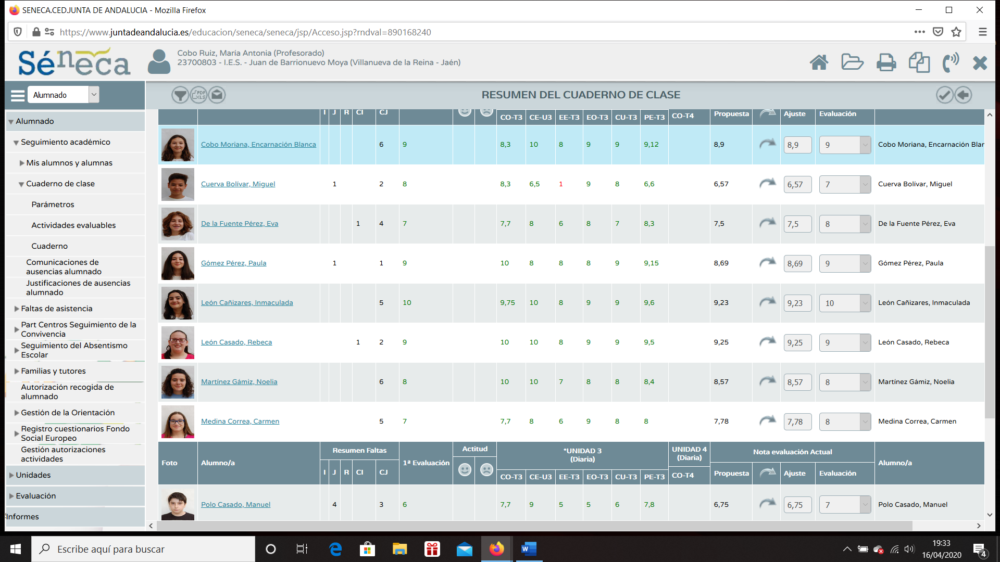 SENECA.CED.JUNTA DE ANDALUCIA - Mozilla Firefox
https://www.juntadeandalucia.es/educacion/seneca/seneca/jsp/Acceso.jsp?rndval=890168240
Séneca
Cobo Ruiz, María Antonia (Profesorado)
23700803 - I.E.S. - Juan de Barrionuevo Moya (Villanueva de la Reina - Jaén)
Alumnado
PDF XLS
RESUMEN DEL CUADERNO DE CLASE
Alumnado
Seguimiento académico
Mis alumnos y alumnas
Cuaderno de clase
Parámetros
Actividades evaluables
Cuaderno
Comunicaciones de
ausencias alumnado
Justificaciones de ausencias
alumnado
Faltas de asistencia
Part Centros Seguimiento de la
Convivencia
Seguimiento del Absentismo
Escolar
Familias y tutores
Autorización recogida de
alumnado
Gestión de la Orientación
Registro cuestionarios Fondo
Social Europeo
Gestión autorizaciones
actividades
Unidades
Evaluación
Informes
I J R CI CJ CO-T3 CE-U3 EE-T3 EO-T3 CU-T3 PE-T3 CO-T4 Propuesta Ajuste Evaluación
Cobo Moriana, Encarnación Blanca 6 9 8,3 10 8 9 9 9,12 8,9 8,9 9 Cobo Moriana, Encarnación Blan
Cuerva Bolívar, Miguel 1 2 8 8,3 6,5 1 9 8 6,6 6,57 6,57 7 Cuerva Bolívar, Miguel
De la Fuente Pérez, Eva 1 4 7 7,7 8 6 8 7 8,3 7,5 7,5 8 De la Fuente Pérez, Eva
Gómez Pérez, Paula 1 1 9 10 8 8 8 9 9,15 8,69 8,69 9 Gómez Pérez, Paula
León Cañizares, Inmaculada 5 10 9,75 10 8 9 9 9,6 9,23 9,23 10 León Cañizares, Inmaculada
León Casado, Rebeca 1 2 9 10 10 8 9 9 9,5 9,25 9,25 9 León Casado, Rebeca
Martínez Gámiz, Noelia 6 8 10 10 7 8 8 8,4 8,57 8,57 8 Martínez Gámiz, Noelia
Medina Correa, Carmen 5 7 7,7 8 6 9 8 8 7,78 7,78 8 Medina Correa, Carmen
Foto Alumno/a Resumen Faltas 1ª Evaluación Actitud *UNIDAD 3 (Diaria) UNIDAD 4 (Diaria) Nota evaluación Actual Alumno/a
I J R CI CJ CO-T3 CE-U3 EE-T3 EO-T3 CU-T3 PE-T3 CO-T4 Propuesta Ajuste Evaluación
Polo Casado, Manuel 4 3 6 7,7 9 5 5 6 7,8 6,75 6,75 7 Polo Casado, Manuel
Escribe aquí para buscar
19:33
16/04/2020
4